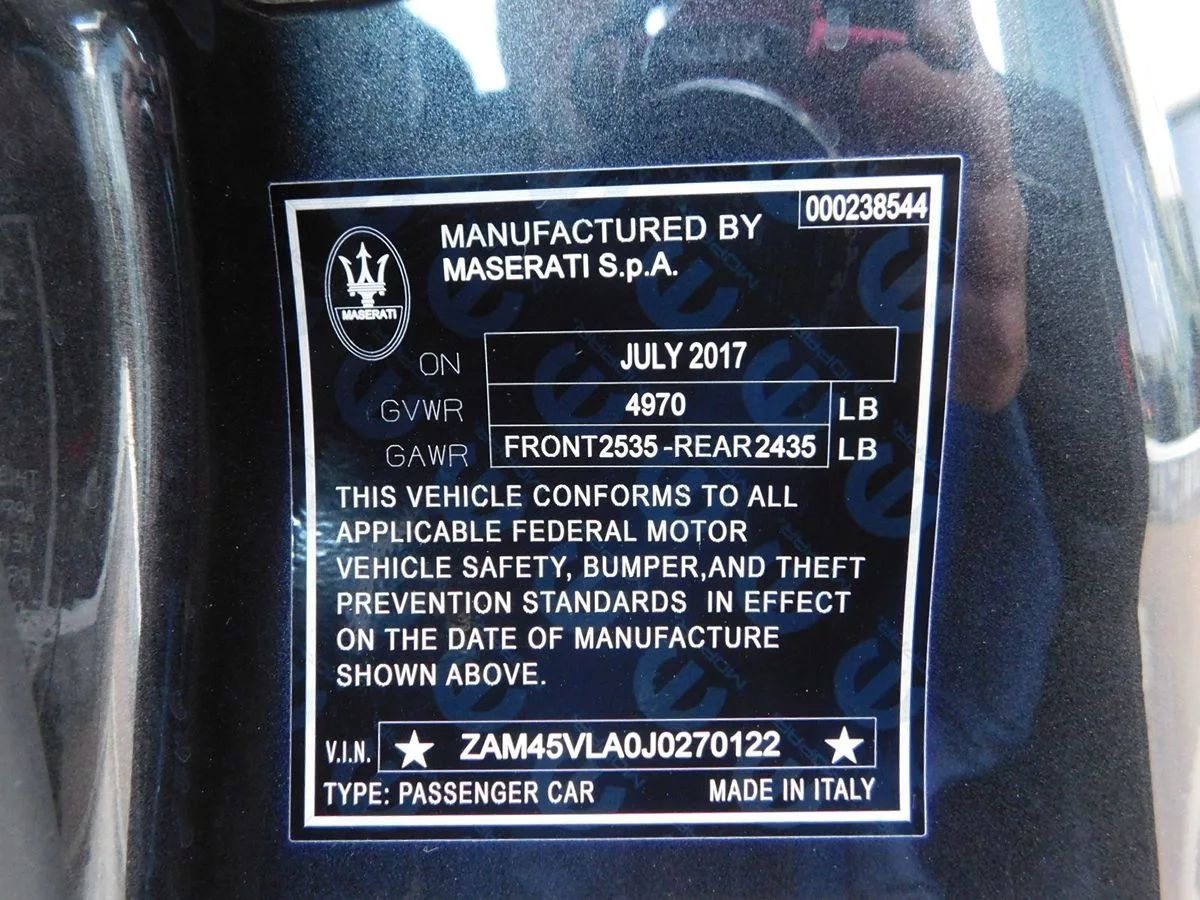 000238544
MANUFACTURED BY
MASERATI S.p.A.
MASERATI
ON JULY 2017
GVWR 4970 LB
GAWR FRONT2535-REAR2435 LB
THIS VEHICLE CONFORMS TO ALL
APPLICABLE FEDERAL MOTOR
VEHICLE SAFETY, BUMPER,AND THEFT
PREVENTION STANDARDS IN EFFECT
ON THE DATE OF MANUFACTURE
SHOWN ABOVE.
V.I.N. ★ ZAM45VLA0J0270122 ★
TYPE: PASSENGER CAR MADE IN ITALY